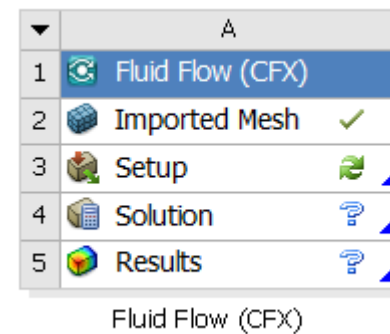 A
1 Fluid Flow (CFX)
2 Imported Mesh
3 Setup
4 Solution
5 Results
Fluid Flow (CFX)